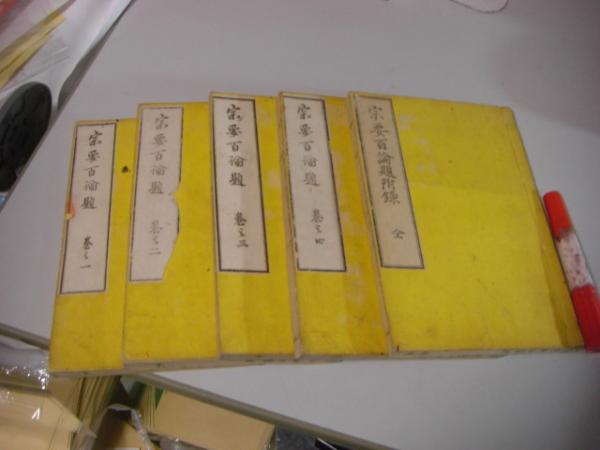 宗要百論題 巻之一
宗要百論題 巻之二
宗要百論題 巻之三
宗要百論題 巻之四
宗要百論題附錄 全